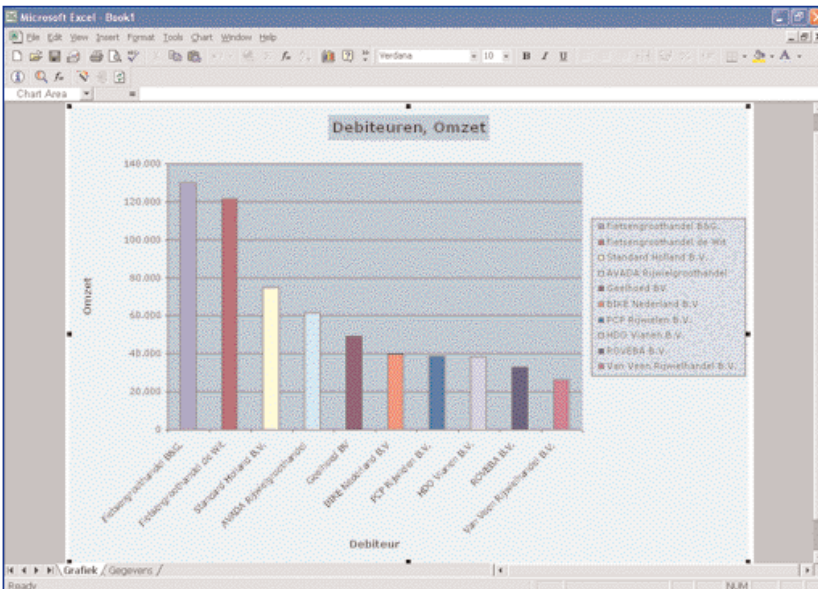 Microsoft Excel - Book1
File Edit View Insert Format Tools Chart Window Help
Verdana 10 B I U
Chart Area =
Debiteuren, Omzet
140.000
120.000
100.000
80.000
60.000
40.000
20.000
0
Omzet
Fietsengroothandel B&G.
Fietsengroothandel de Wit
Standard Holland B.V.
AVADA Rijwielgroothandel
Geelhoed BV
BIKE Nederland B.V
PCP Rijwielen B.V.
HDO Vianen B.V.
ROVEBA B.V.
Van Veen Rijwielhandel B.V.
Debiteur
Fietsengroothandel B&G.
Fietsengroothandel de Wit
Standard Holland B.V.
AVADA Rijwielgroothandel
Geelhoed BV
BIKE Nederland B.V
PCP Rijwielen B.V.
HDO Vianen B.V.
ROVEBA B.V.
Van Veen Rijwielhandel B.V.
Grafiek / Gegevens /
Ready NUM